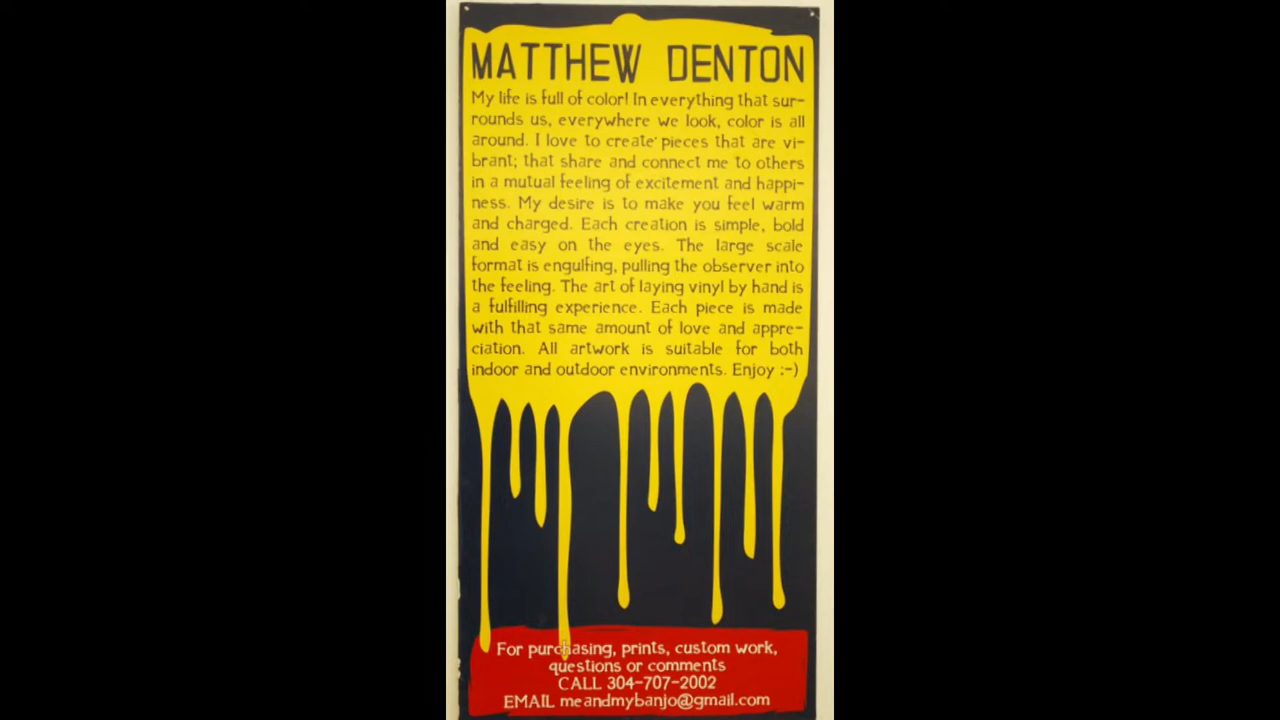 MATTHEW DENTON
My life is full of color! In everything that sur-
rounds us, everywhere we look, color is all
around. I love to create pieces that are vi-
brant; that share and connect me to others
in a mutual feeling of excitement and happi-
ness. My desire is to make you feel warm
and charged. Each creation is simple, bold
and easy on the eyes. The large scale
format is engulfing, pulling the observer into
the feeling. The art of laying vinyl by hand is
a fulfilling experience. Each piece is made
with that same amount of love and appre-
ciation. All artwork is suitable for both
indoor and outdoor environments. Enjoy :-)
For purchasing, prints, custom work,
questions or comments
CALL 304-707-2002
EMAIL meandmybanjo@gmail.com